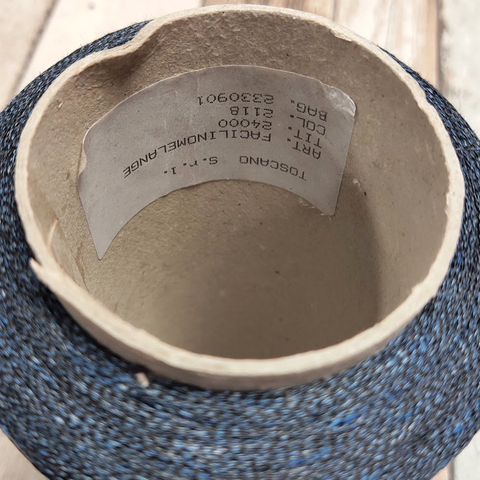 TOSCANO S.r.l.
ART. FACILINOMELANGE
TIT. 24000
COL. 2118
BAG. 2330901